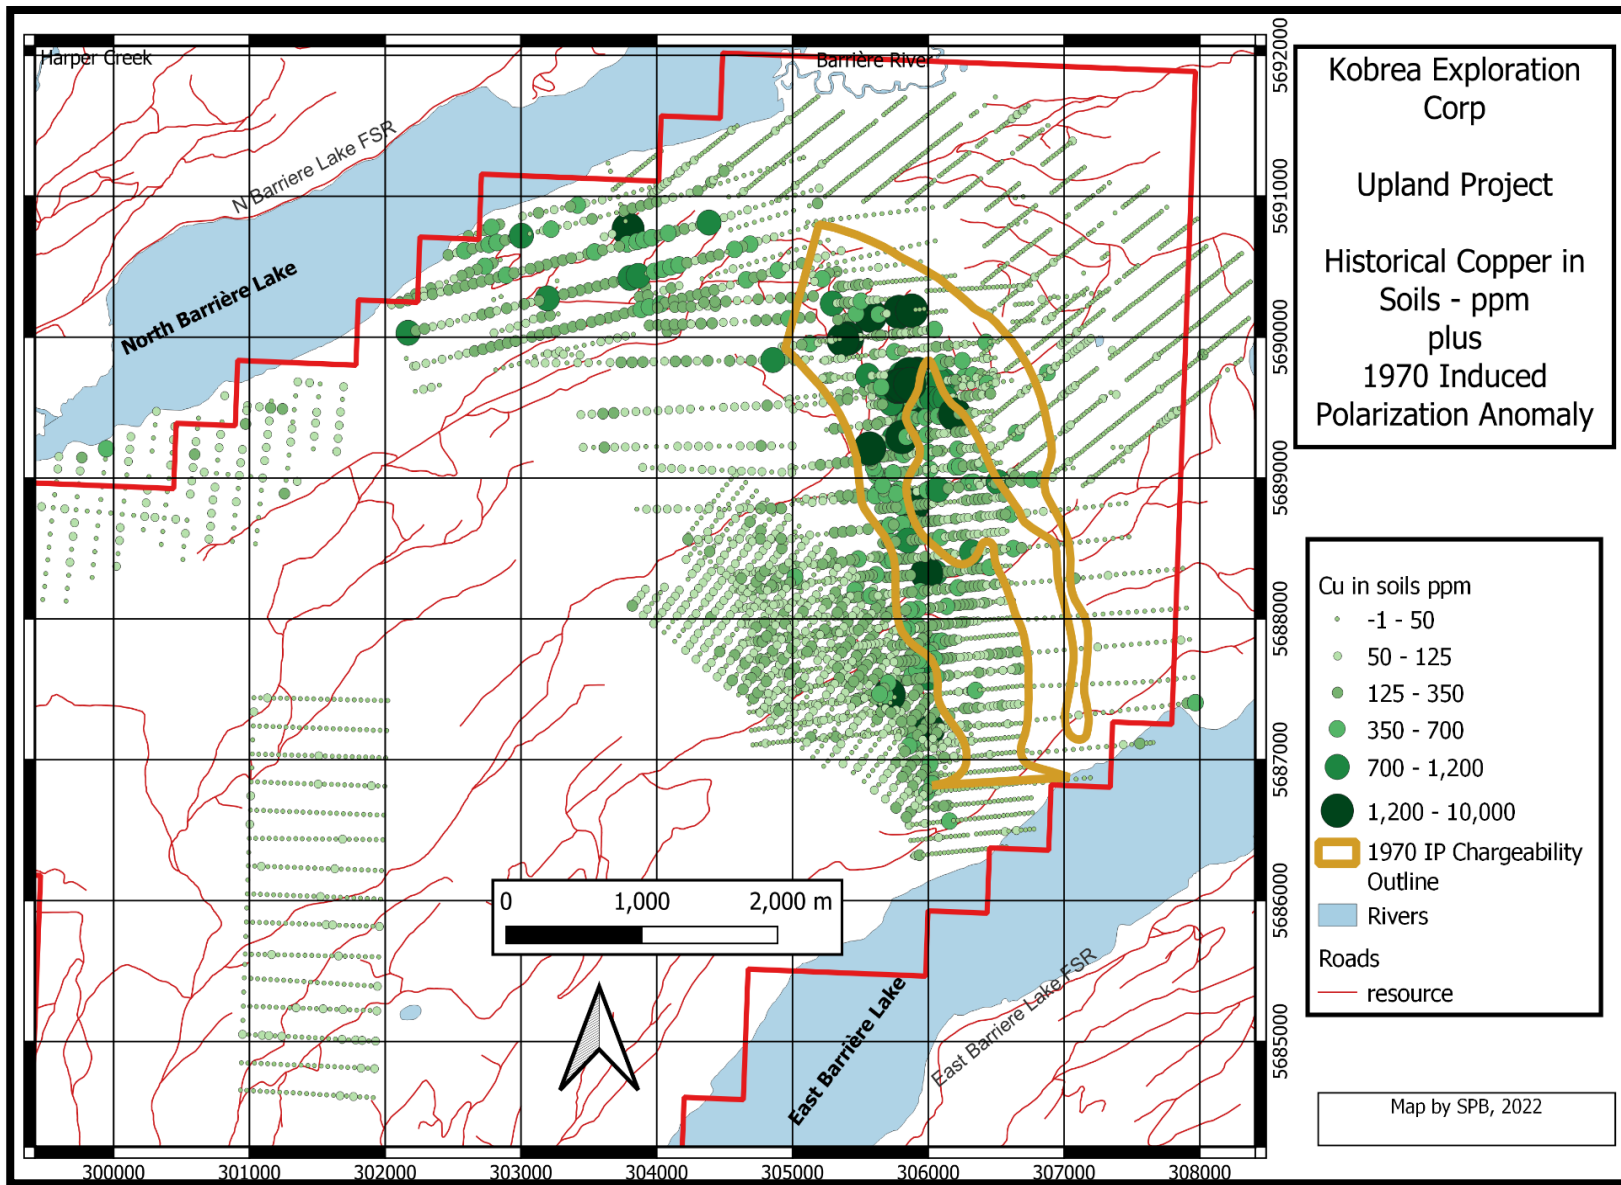 Harper Creek
Barrière River
N Barriere Lake FSR
North Barrière Lake
East Barrière Lake
East Barriere Lake FSR
0 1,000 2,000 m
300000 301000 302000 303000 304000 305000 306000 307000 308000
5692000
5691000
5690000
5689000
5688000
5687000
5686000
5685000
Kobrea Exploration
Corp
Upland Project
Historical Copper in
Soils - ppm
plus
1970 Induced
Polarization Anomaly
Cu in soils ppm
-1 - 50
50 - 125
125 - 350
350 - 700
700 - 1,200
1,200 - 10,000
1970 IP Chargeability
Outline
Rivers
Roads
resource
Map by SPB, 2022